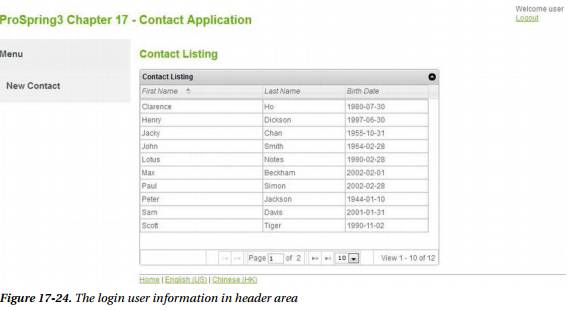 Welcome user
Logout
ProSpring3 Chapter 17 - Contact Application
Menu
New Contact
Contact Listing
Contact Listing
First Name Last Name Birth Date
Clarence Ho 1980-07-30
Henry Dickson 1997-06-30
Jacky Chan 1955-10-31
John Smith 1964-02-28
Lotus Notes 1990-02-28
Max Beckham 2002-02-01
Paul Simon 2002-02-28
Peter Jackson 1944-01-10
Sam Davis 2001-01-31
Scott Tiger 1990-11-02
Page 1 of 2 10 View 1 - 10 of 12
Home | English (US) | Chinese (HK)
Figure 17-24. The login user information in header area